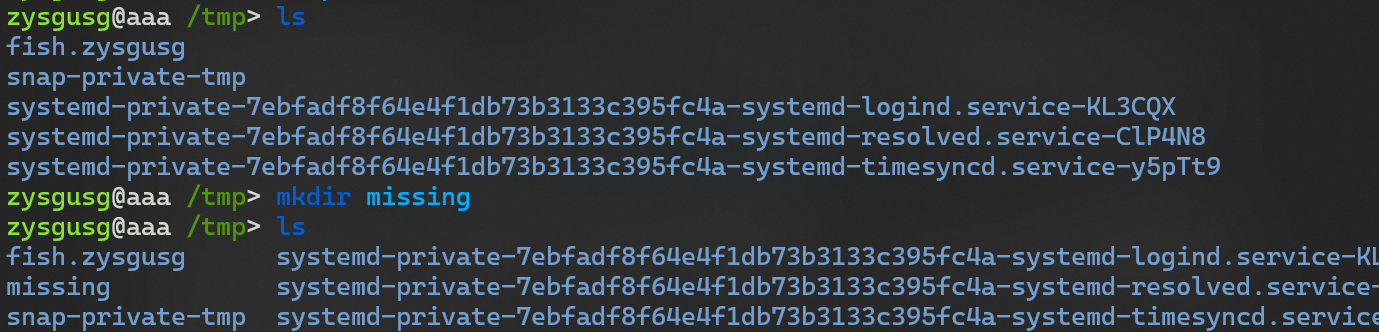 zysgusg@aaa /tmp> ls
fish.zysgusg
snap-private-tmp
systemd-private-7ebfadf8f64e4f1db73b3133c395fc4a-systemd-logind.service-KL3CQX
systemd-private-7ebfadf8f64e4f1db73b3133c395fc4a-systemd-resolved.service-ClP4N8
systemd-private-7ebfadf8f64e4f1db73b3133c395fc4a-systemd-timesyncd.service-y5pTt9
zysgusg@aaa /tmp> mkdir missing
zysgusg@aaa /tmp> ls
fish.zysgusg      systemd-private-7ebfadf8f64e4f1db73b3133c395fc4a-systemd-logind.service-KL
missing           systemd-private-7ebfadf8f64e4f1db73b3133c395fc4a-systemd-resolved.service-
snap-private-tmp  systemd-private-7ebfadf8f64e4f1db73b3133c395fc4a-systemd-timesyncd.service